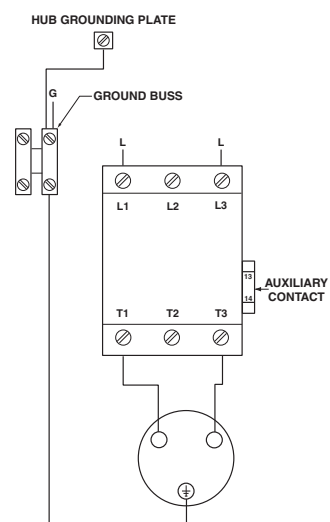 HUB GROUNDING PLATE
G
GROUND BUSS
L L
L1 L2 L3
13
AUXILIARY
CONTACT
14
T1 T2 T3